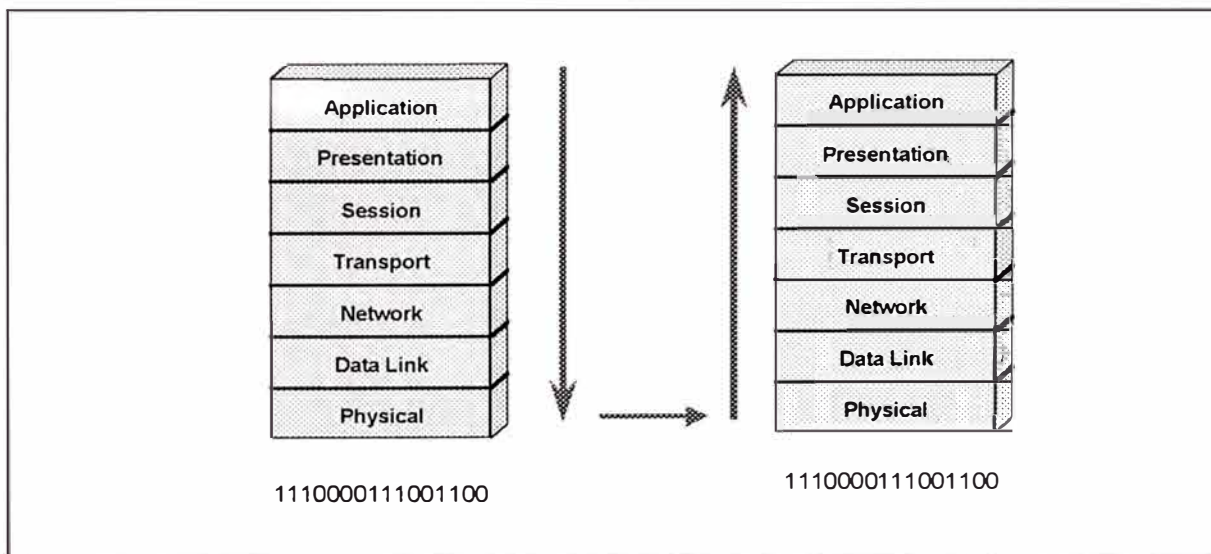 Application
Presentation
Session
Transport
Network
Data Link
Physical
1110000111001100
Application
Presentation
Session
Transport
Network
Data Link
Physical
1110000111001100